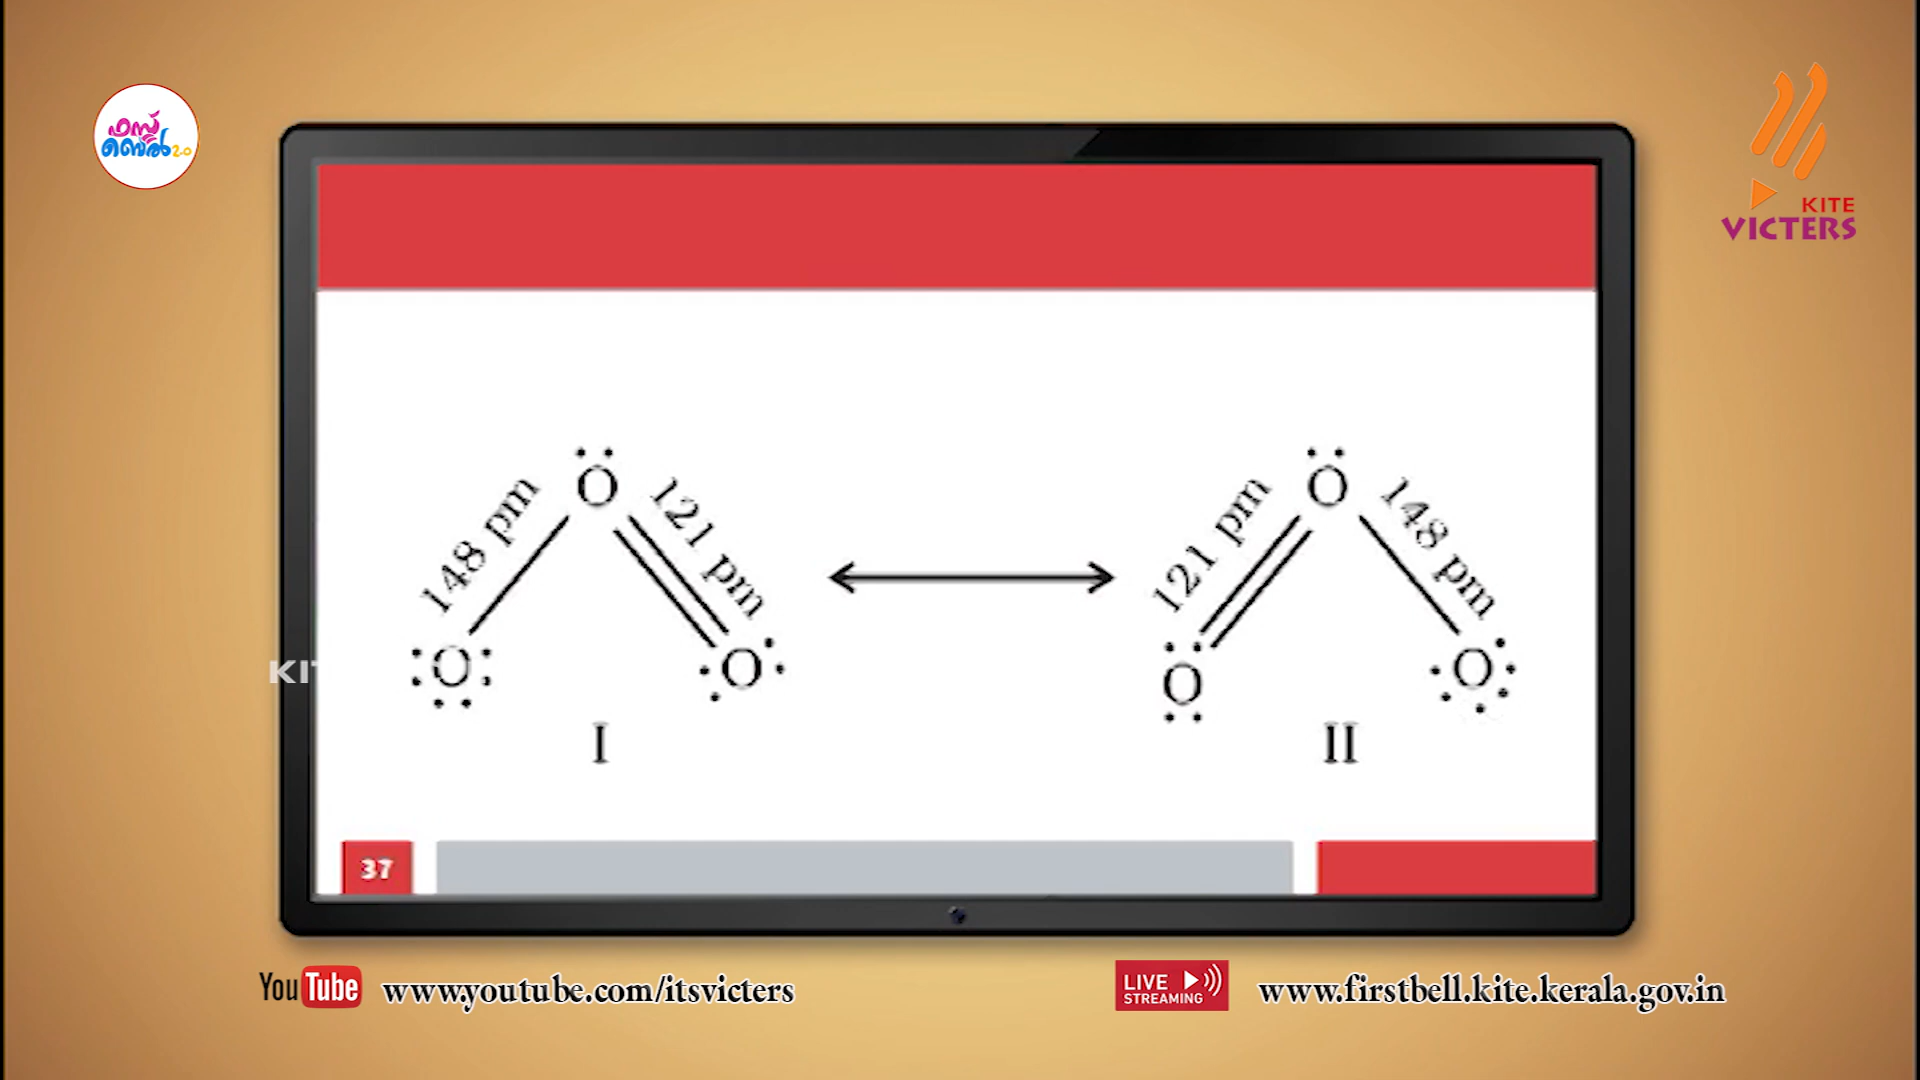 ഫസ്റ്റ്
ബെൽ 2.0
KITE
VICTERS
148 pm
O
121 pm
O
O
I
121 pm
O
148 pm
O
O
II
KIT
37
YouTube
www.youtube.com/itsvicters
LIVE
STREAMING
www.firstbell.kite.kerala.gov.in